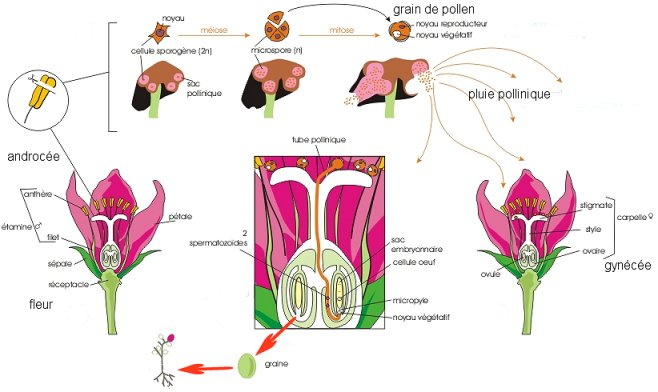 grain de pollen
noyau
méiose
mitose
noyau reproducteur
noyau végétatif
cellule sporogène (2n)
microspore (n)
sac
pollinique
pluie pollinique
androcée
tube pollinique
anthère
pétale
étamine ♂
filet
sépale
réceptacle
fleur
2
spermatozoïdes
sac
embryonnaire
cellule oeuf
micropyle
noyau végétatif
stigmate
carpelle ♀
style
ovaire
ovule
gynécée
graine